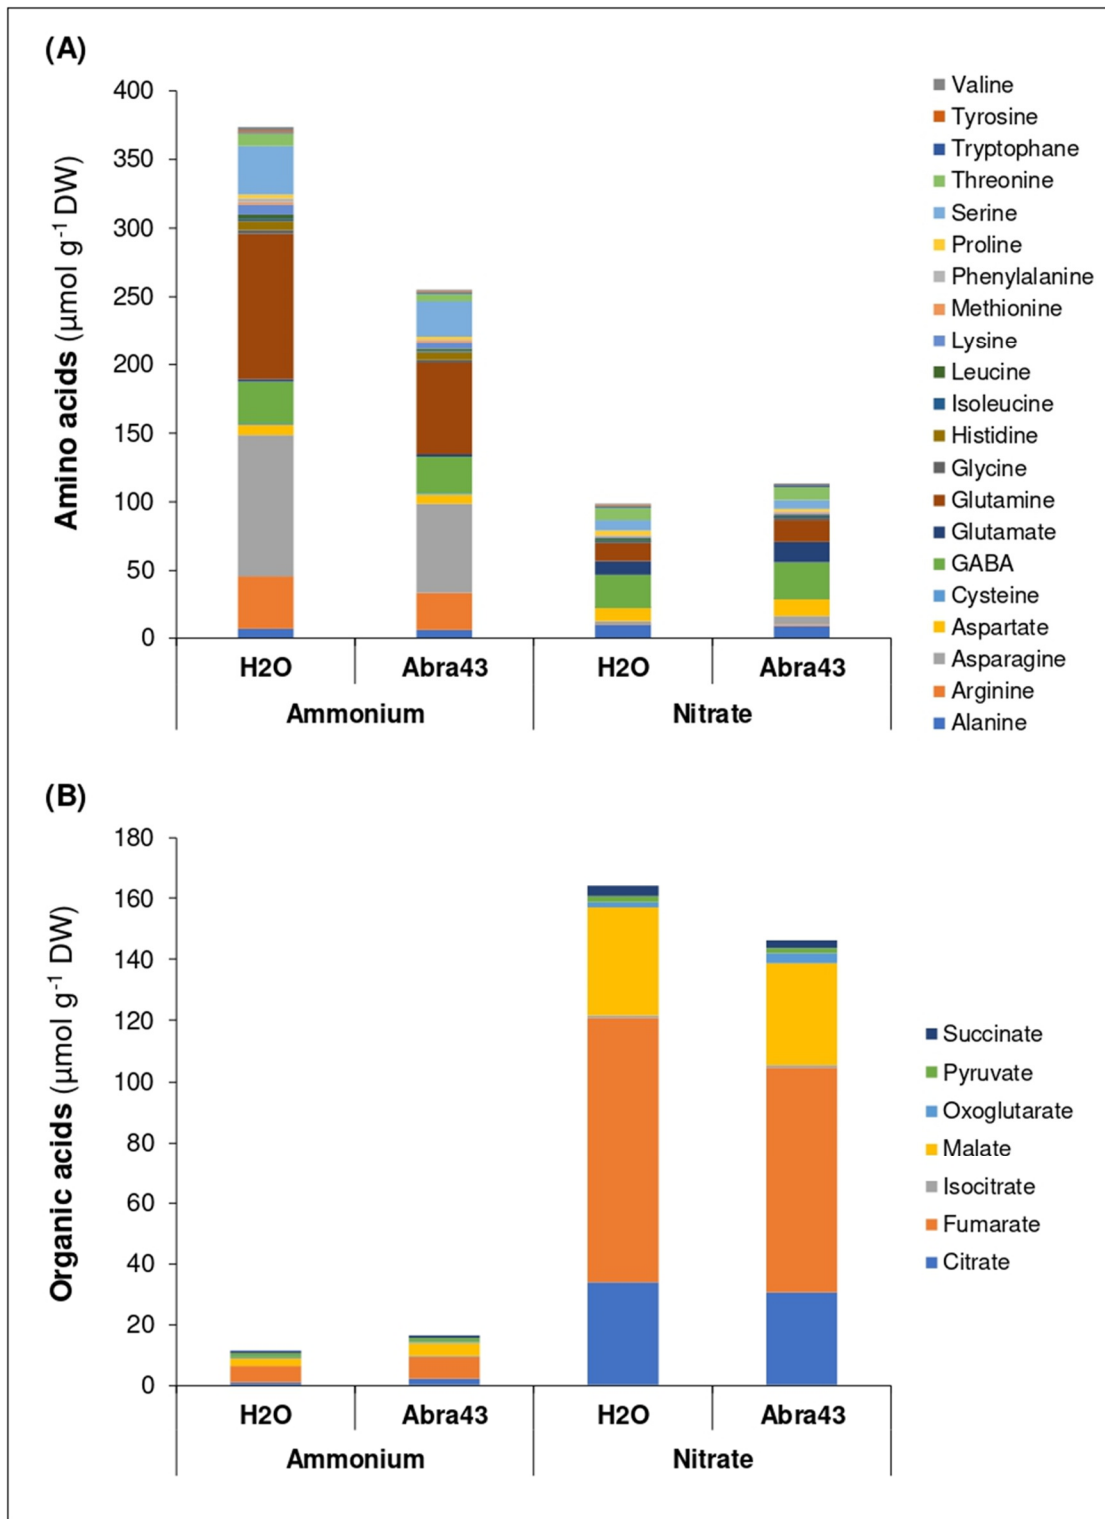 (A)
400
350
300
250
200
150
100
50
0
Amino acids (µmol g⁻¹ DW)
H2O
Abra43
H2O
Abra43
Ammonium
Nitrate
Valine
Tyrosine
Tryptophane
Threonine
Serine
Proline
Phenylalanine
Methionine
Lysine
Leucine
Isoleucine
Histidine
Glycine
Glutamine
Glutamate
GABA
Cysteine
Aspartate
Asparagine
Arginine
Alanine
(B)
180
160
140
120
100
80
60
40
20
0
Organic acids (µmol g⁻¹ DW)
H2O
Abra43
H2O
Abra43
Ammonium
Nitrate
Succinate
Pyruvate
Oxoglutarate
Malate
Isocitrate
Fumarate
Citrate